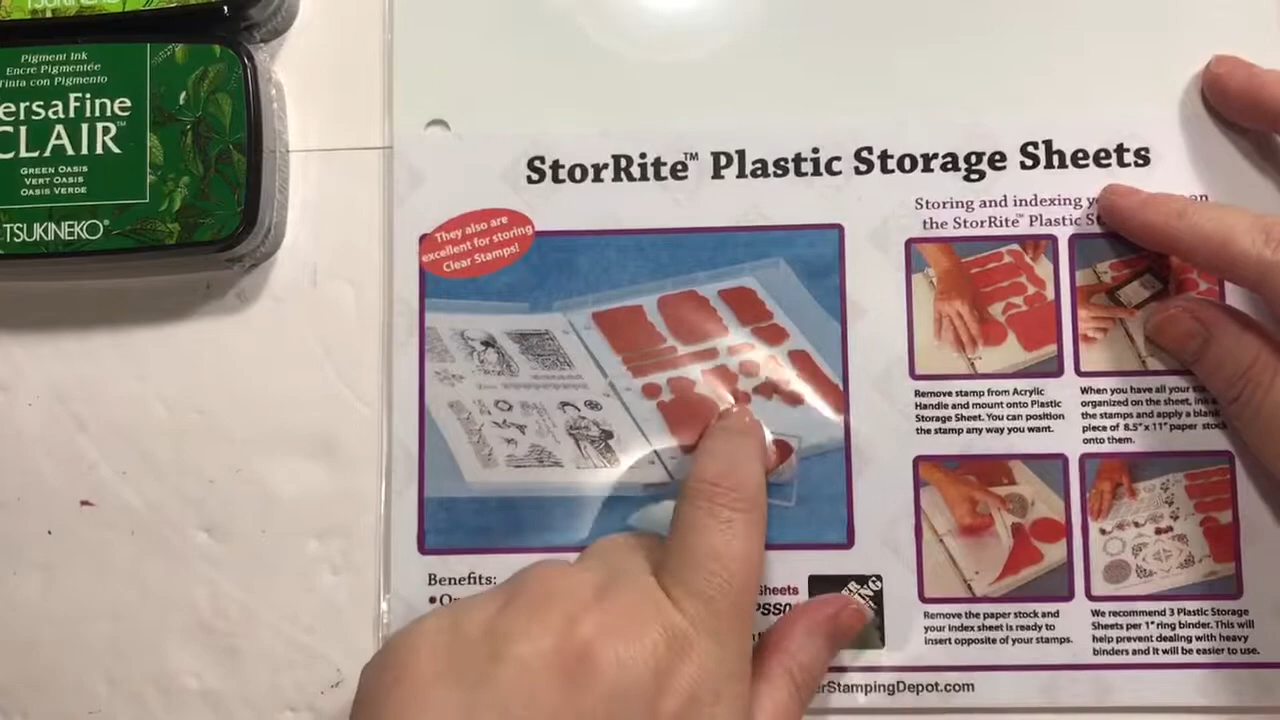 TSUKINEKO
Pigment Ink
Encre Pigmentée
Tinta con Pigmento
ersaFine
CLAIR™
GREEN OASIS
VERT OASIS
OASIS VERDE
TSUKINEKO®
StorRite™ Plastic Storage Sheets
They also are
excellent for storing
Clear Stamps!
Storing and indexing
the StorRite™ Plastic
Remove stamp from Acrylic
Handle and mount onto Plastic
Storage Sheet. You can position
the stamp any way you want.
When you have all your
organized on the sheet, ink
the stamps and apply a blank
piece of 8.5" x 11" paper stock
onto them.
Remove the paper stock and
your index sheet is ready to
insert opposite of your stamps.
We recommend 3 Plastic Storage
Sheets per 1" ring binder. This will
help prevent dealing with heavy
binders and it will be easier to use.
Benefits:
Sheets
PSS0
erStampingDepot.com